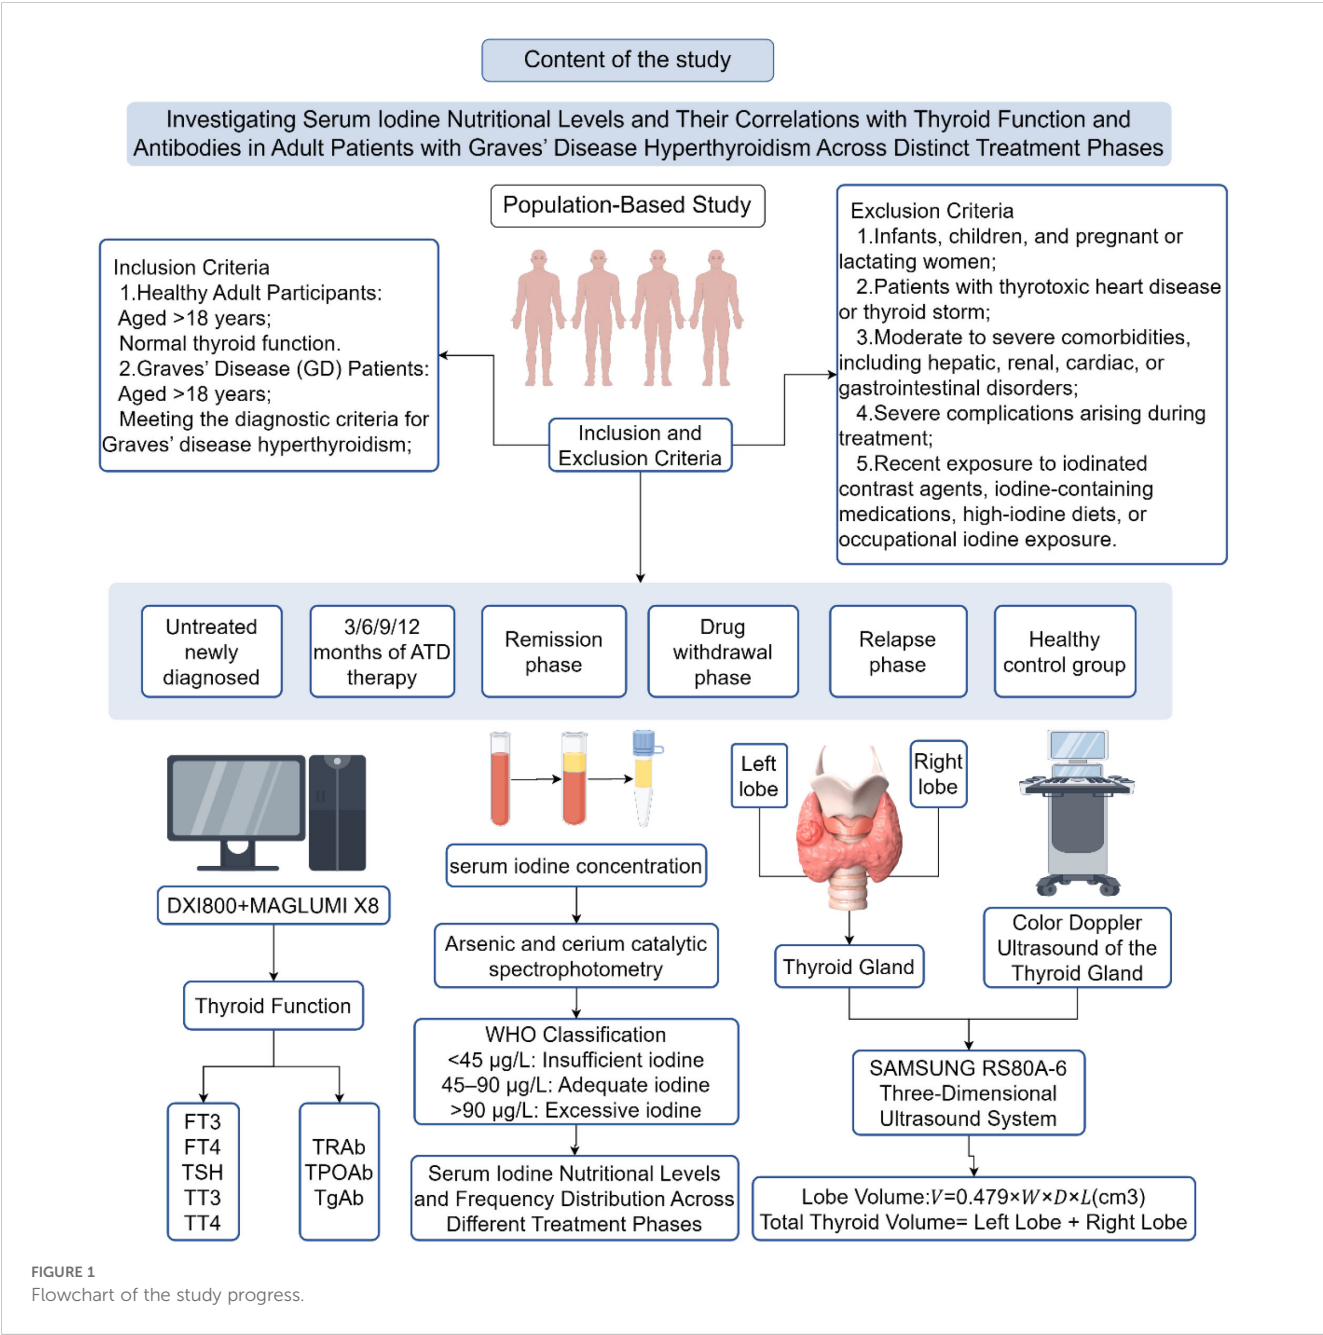 Content of the study
Investigating Serum Iodine Nutritional Levels and Their Correlations with Thyroid Function and
Antibodies in Adult Patients with Graves’ Disease Hyperthyroidism Across Distinct Treatment Phases
Population-Based Study
Inclusion Criteria
1.Healthy Adult Participants:
Aged >18 years;
Normal thyroid function.
2.Graves’ Disease (GD) Patients:
Aged >18 years;
Meeting the diagnostic criteria for
Graves’ disease hyperthyroidism;
Exclusion Criteria
1.Infants, children, and pregnant or
lactating women;
2.Patients with thyrotoxic heart disease
or thyroid storm;
3.Moderate to severe comorbidities,
including hepatic, renal, cardiac, or
gastrointestinal disorders;
4.Severe complications arising during
treatment;
5.Recent exposure to iodinated
contrast agents, iodine-containing
medications, high-iodine diets, or
occupational iodine exposure.
Inclusion and
Exclusion Criteria
Untreated
newly
diagnosed
3/6/9/12
months of ATD
therapy
Remission
phase
Drug
withdrawal
phase
Relapse
phase
Healthy
control group
DXI800+MAGLUMI X8
Thyroid Function
FT3
FT4
TSH
TT3
TT4
TRAb
TPOAb
TgAb
serum iodine concentration
Arsenic and cerium catalytic
spectrophotometry
WHO Classification
<45 µg/L: Insufficient iodine
45–90 µg/L: Adequate iodine
>90 µg/L: Excessive iodine
Serum Iodine Nutritional Levels
and Frequency Distribution Across
Different Treatment Phases
Left
lobe
Right
lobe
Thyroid Gland
Color Doppler
Ultrasound of the
Thyroid Gland
SAMSUNG RS80A-6
Three-Dimensional
Ultrasound System
Lobe Volume:V=0.479×W×D×L(cm3)
Total Thyroid Volume= Left Lobe + Right Lobe
FIGURE 1
Flowchart of the study progress.